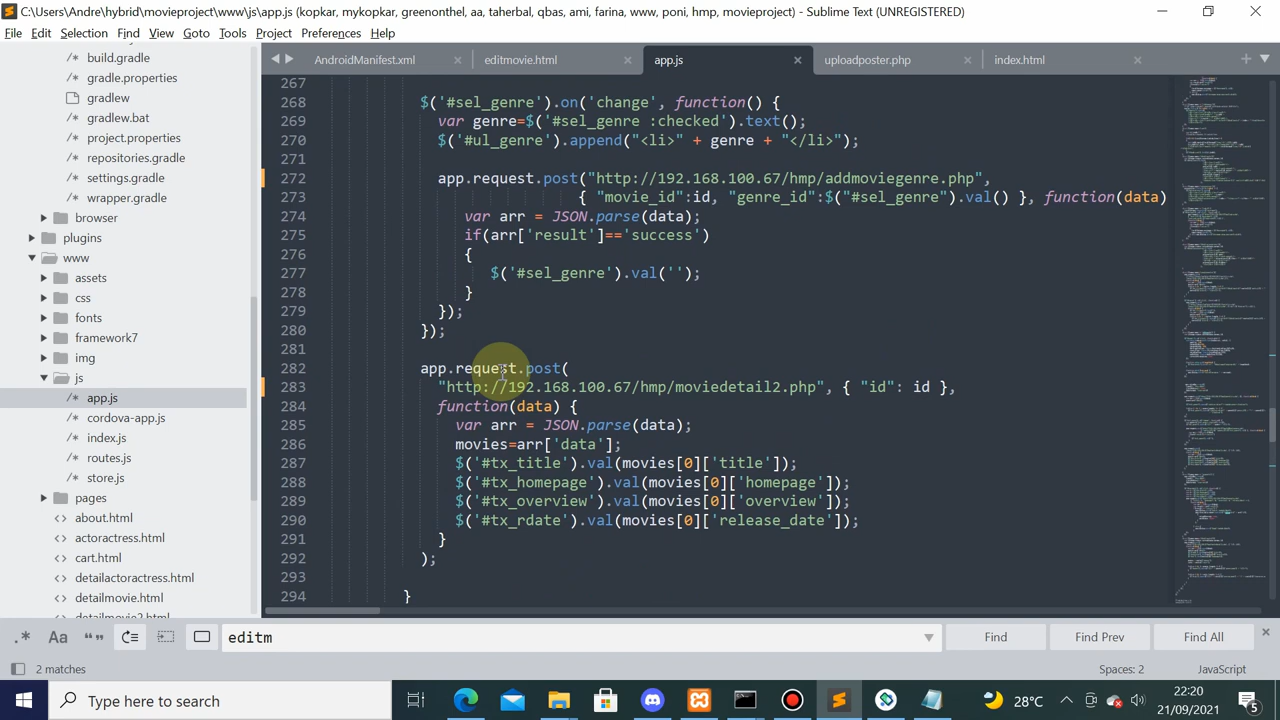 C:\Users\Andre\hybrid\movieproject\www\js\app.js (kopkar, mykopkar, greenothel, aa, taherbal, qbas, ami, farina, www, poni, hnp, movieproject) - Sublime Text (UNREGISTERED)
File Edit Selection Find View Goto Tools Project Preferences Help
AndroidManifest.xml editmovie.html app.js uploadposter.php index.html
build.gradle
gradle.properties
gradlew
gradlew.bat
project.properties
repositories.gradle
settings.gradle
wrapper.gradle
browser
plugins
www
assets
css
fonts
framework7
img
js
app.js
cordova-app.js
index.js
routes.js
store.js
pages
about.html
actoractress.html
cart.html
detailactoractress.html
detailmovie.html
detailmovie2.html
267
268 $('#sel_genre').on('change', function() {
269 var genre=$('#sel_genre :checked').text();
270 $('#ul_genre').append("<li>" + genre + "</li>");
271
272 app.request.post("http://192.168.100.67/hmp/addmoviegenre.php",
273 { "movie_id":id, "genre_id":$("#sel_genre").val() }, function(data)
274 var arr = JSON.parse(data);
275 if(arr['result']=='success')
276 {
277 $('#sel_genre').val('');
278 }
279 });
280 });
281
282 app.request.post(
283 "http://192.168.100.67/hmp/moviedetail2.php", { "id": id },
284 function(data) {
285 var arr = JSON.parse(data);
286 movies=arr['data'];
287 $('#tx_title').val(movies[0]['title']);
288 $('#tx_homepage').val(movies[0]['homepage']);
289 $('#tx_overview').val(movies[0]['overview']);
290 $('#tx_rdate').val(movies[0]['release_date']);
291 }
292 );
293
294 }
.* Aa editm Find Find Prev Find All
2 matches Spaces: 2 JavaScript
Type here to search 28°C 22:20
21/09/2021 5